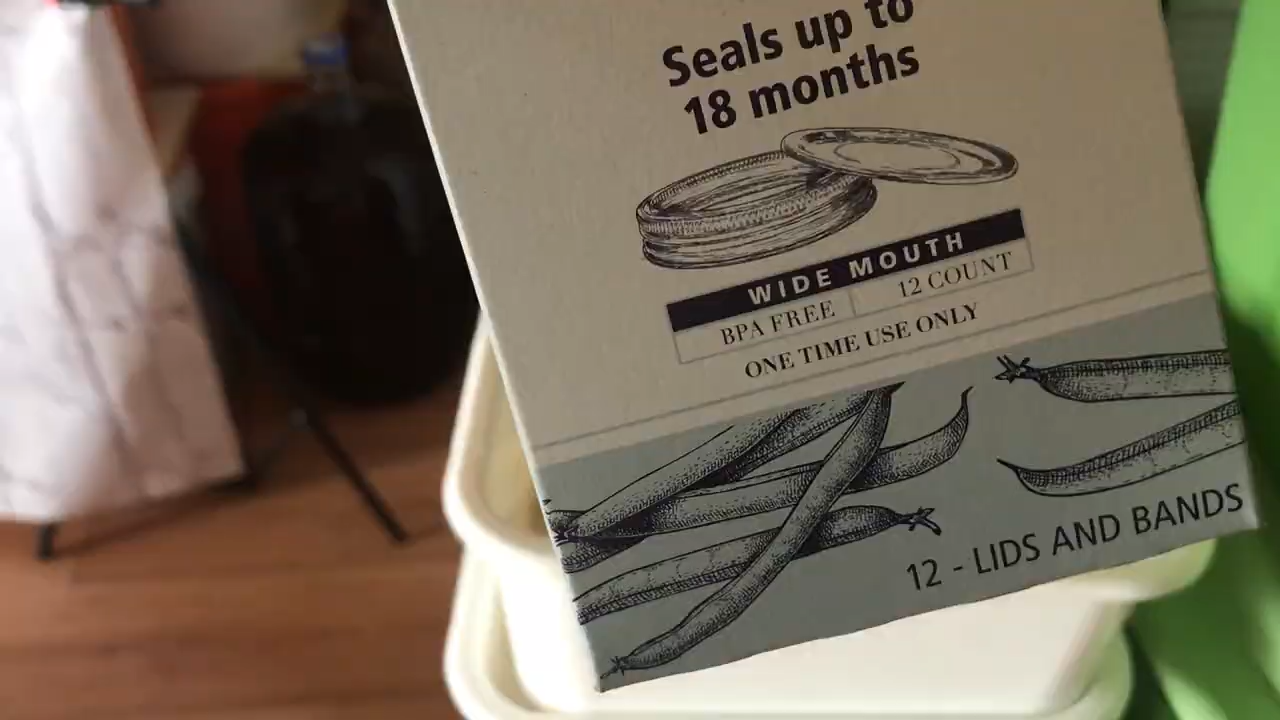 Seals up to
18 months
WIDE MOUTH
BPA FREE 12 COUNT
ONE TIME USE ONLY
12 - LIDS AND BANDS